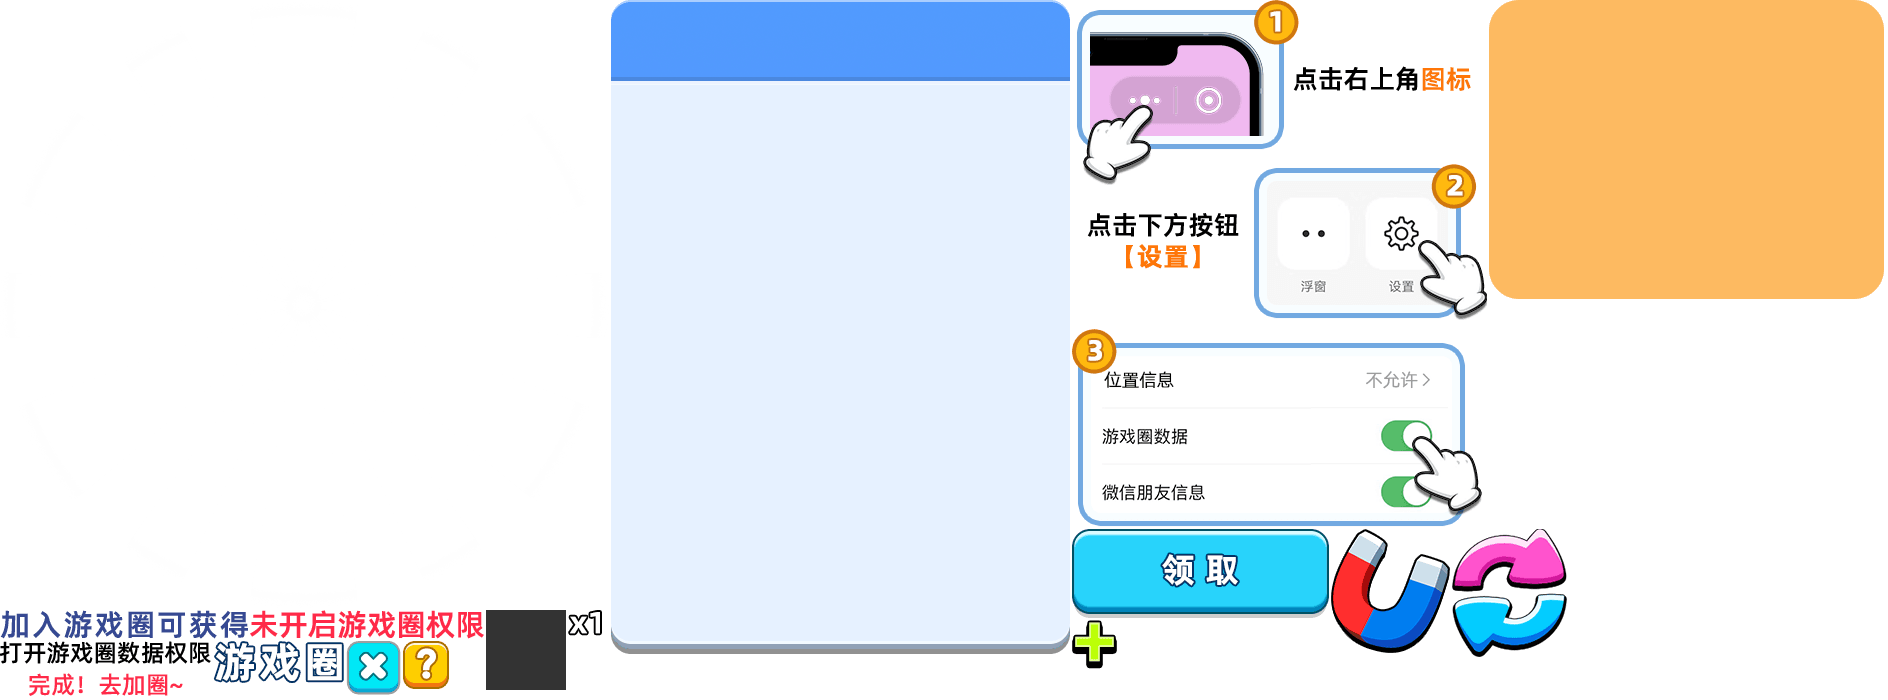 1
点击右上角图标
2
点击下方按钮
【设置】
浮窗
设置
3
位置信息
不允许
游戏圈数据
微信朋友信息
领取
加入游戏圈可获得
未开启游戏圈权限
x1
打开游戏圈数据权限
游戏圈
?
完成！去加圈~